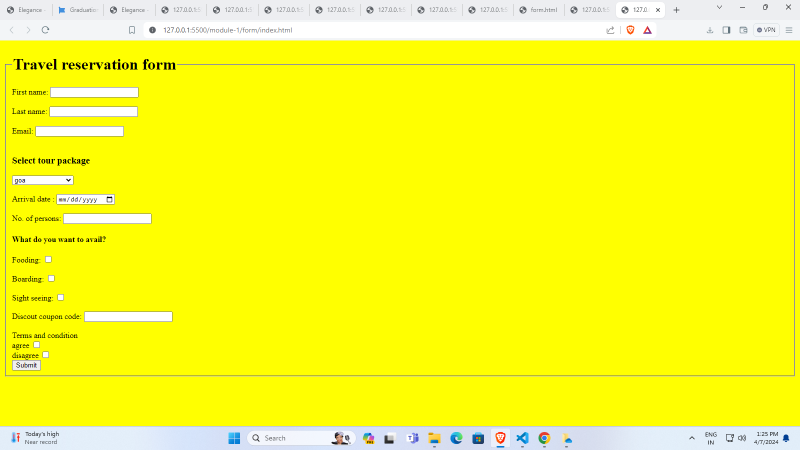 Elegance -
Graduatio
Elegance -
127.0.0.1:5
127.0.0.1:5
127.0.0.1:5
127.0.0.1:5
127.0.0.1:5
127.0.0.1:5
127.0.0.1:5
form.html
127.0.0.1:5
127.0.
127.0.0.1:5500/module-1/form/index.html
VPN
Travel reservation form
First name:
Last name:
Email:
Select tour package
goa
Arrival date : mm/dd/yyyy
No. of persons:
What do you want to avail?
Fooding:
Boarding:
Sight seeing:
Discout coupon code:
Terms and condition
agree
disagree
Submit
Today's high
Near record
Search
ENG
IN
1:25 PM
4/7/2024